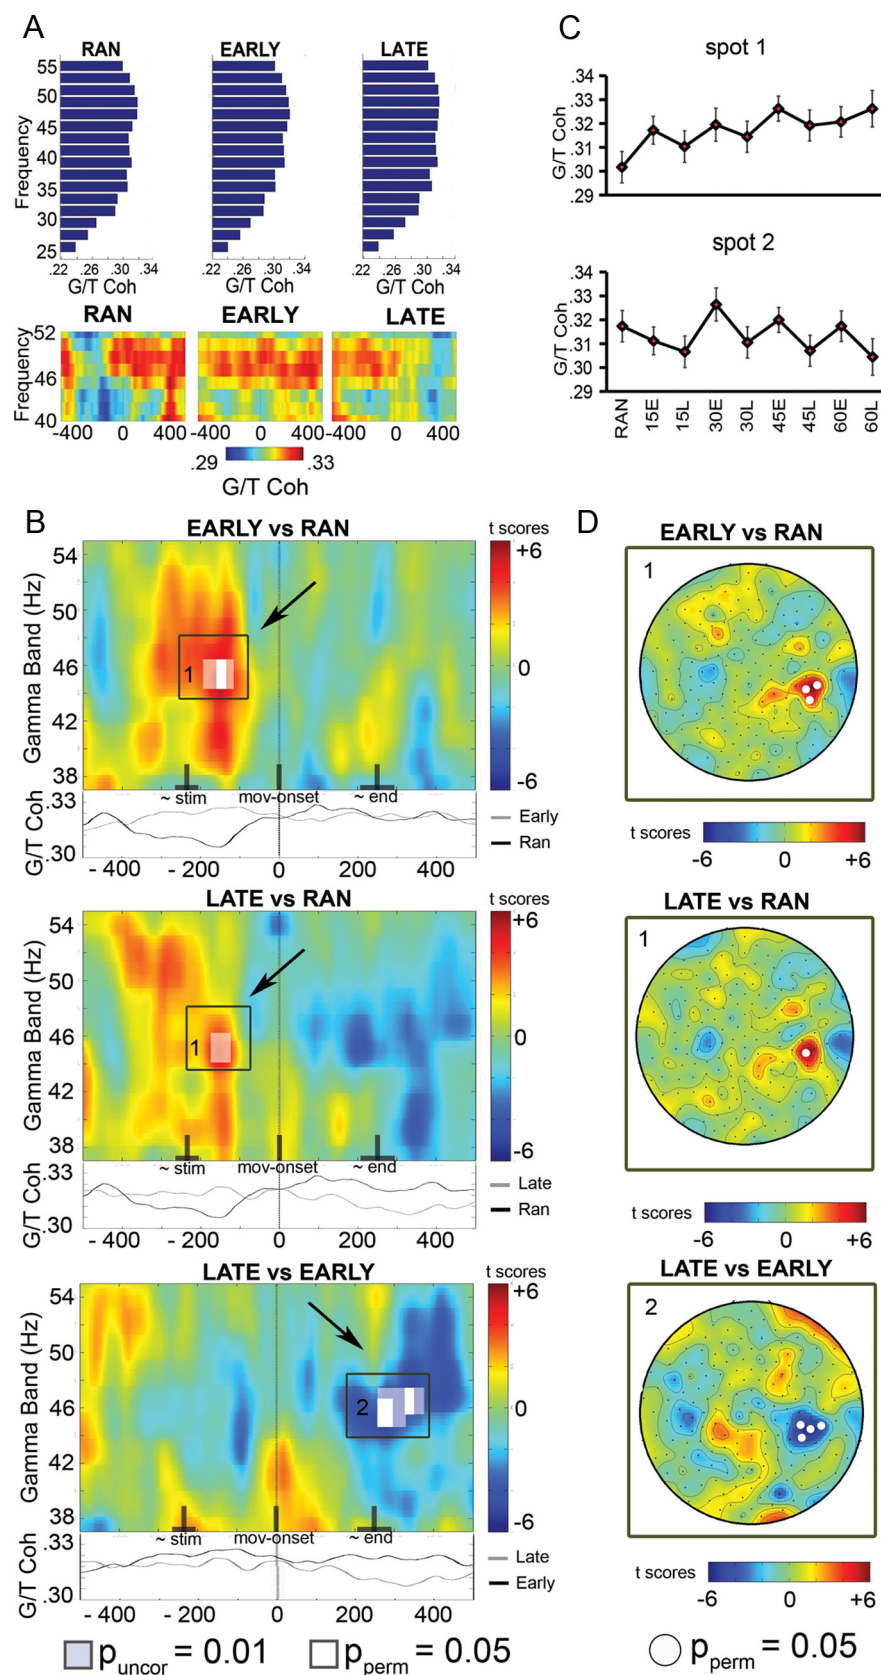 A
RAN EARLY LATE
Frequency
55
50
45
40
35
30
25
.22 .26 .30 .34 .22 .26 .30 .34 .22 .26 .30 .34
G/T Coh G/T Coh G/T Coh
RAN EARLY LATE
Frequency
52
46
40
-400 0 400 -400 0 400 -400 0 400
.29 .33
G/T Coh
C
spot 1
G/T Coh
.34
.33
.32
.30
.29
spot 2
G/T Coh
.34
.33
.32
.31
.30
.29
RAN 15E 15L 30E 30L 45E 45L 60E 60L
B
EARLY vs RAN
t scores
+6
0
-6
Gamma Band (Hz)
54
50
46
42
38
1
~ stim mov-onset ~ end
G/T Coh
.33
.30
Early
Ran
- 400 - 200 0 200 400
LATE vs RAN
t scores
+6
0
-6
Gamma Band (Hz)
54
50
46
42
38
1
~ stim mov-onset ~ end
G/T Coh
.33
.30
Late
Ran
- 400 - 200 0 200 400
LATE vs EARLY
t scores
+6
0
-6
Gamma Band (Hz)
54
50
46
42
38
2
~ stim mov-onset ~ end
G/T Coh
.33
.30
Late
Early
- 400 - 200 0 200 400
puncor = 0.01 pperm = 0.05
D
EARLY vs RAN
1
t scores
-6 0 +6
LATE vs RAN
1
t scores
-6 0 +6
LATE vs EARLY
2
t scores
-6 0 +6
pperm = 0.05